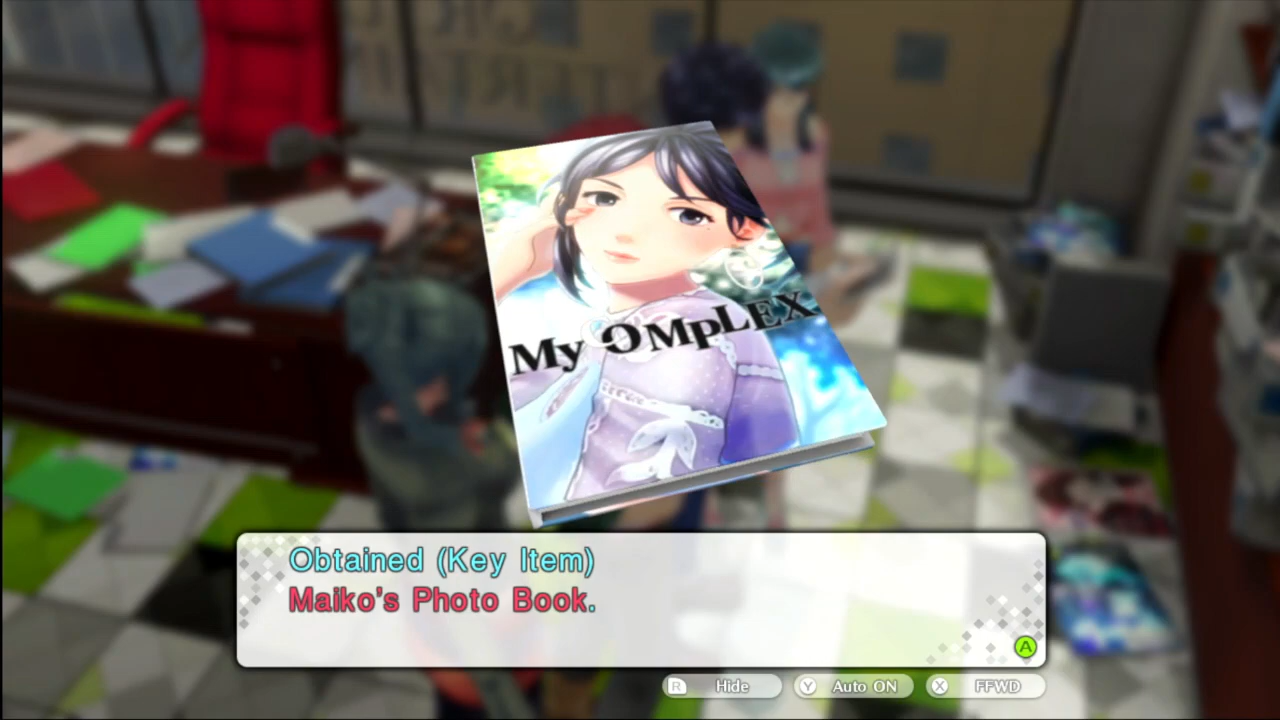 My OMpLEX
Obtained (Key Item)
Maiko's Photo Book.
A
R Hide
Y Auto ON
X FFWD